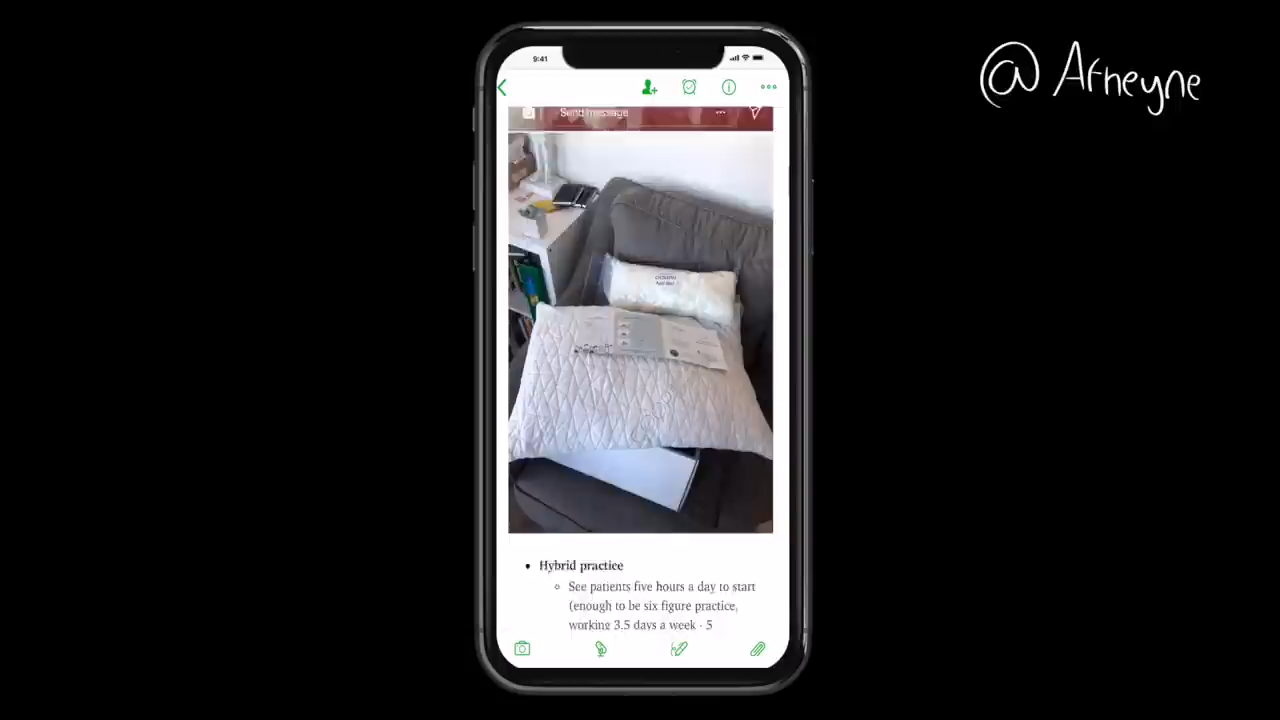 @Afneyne
9:41
Send message
Hybrid practice
See patients five hours a day to start
(enough to be six figure practice,
working 3.5 days a week - 5